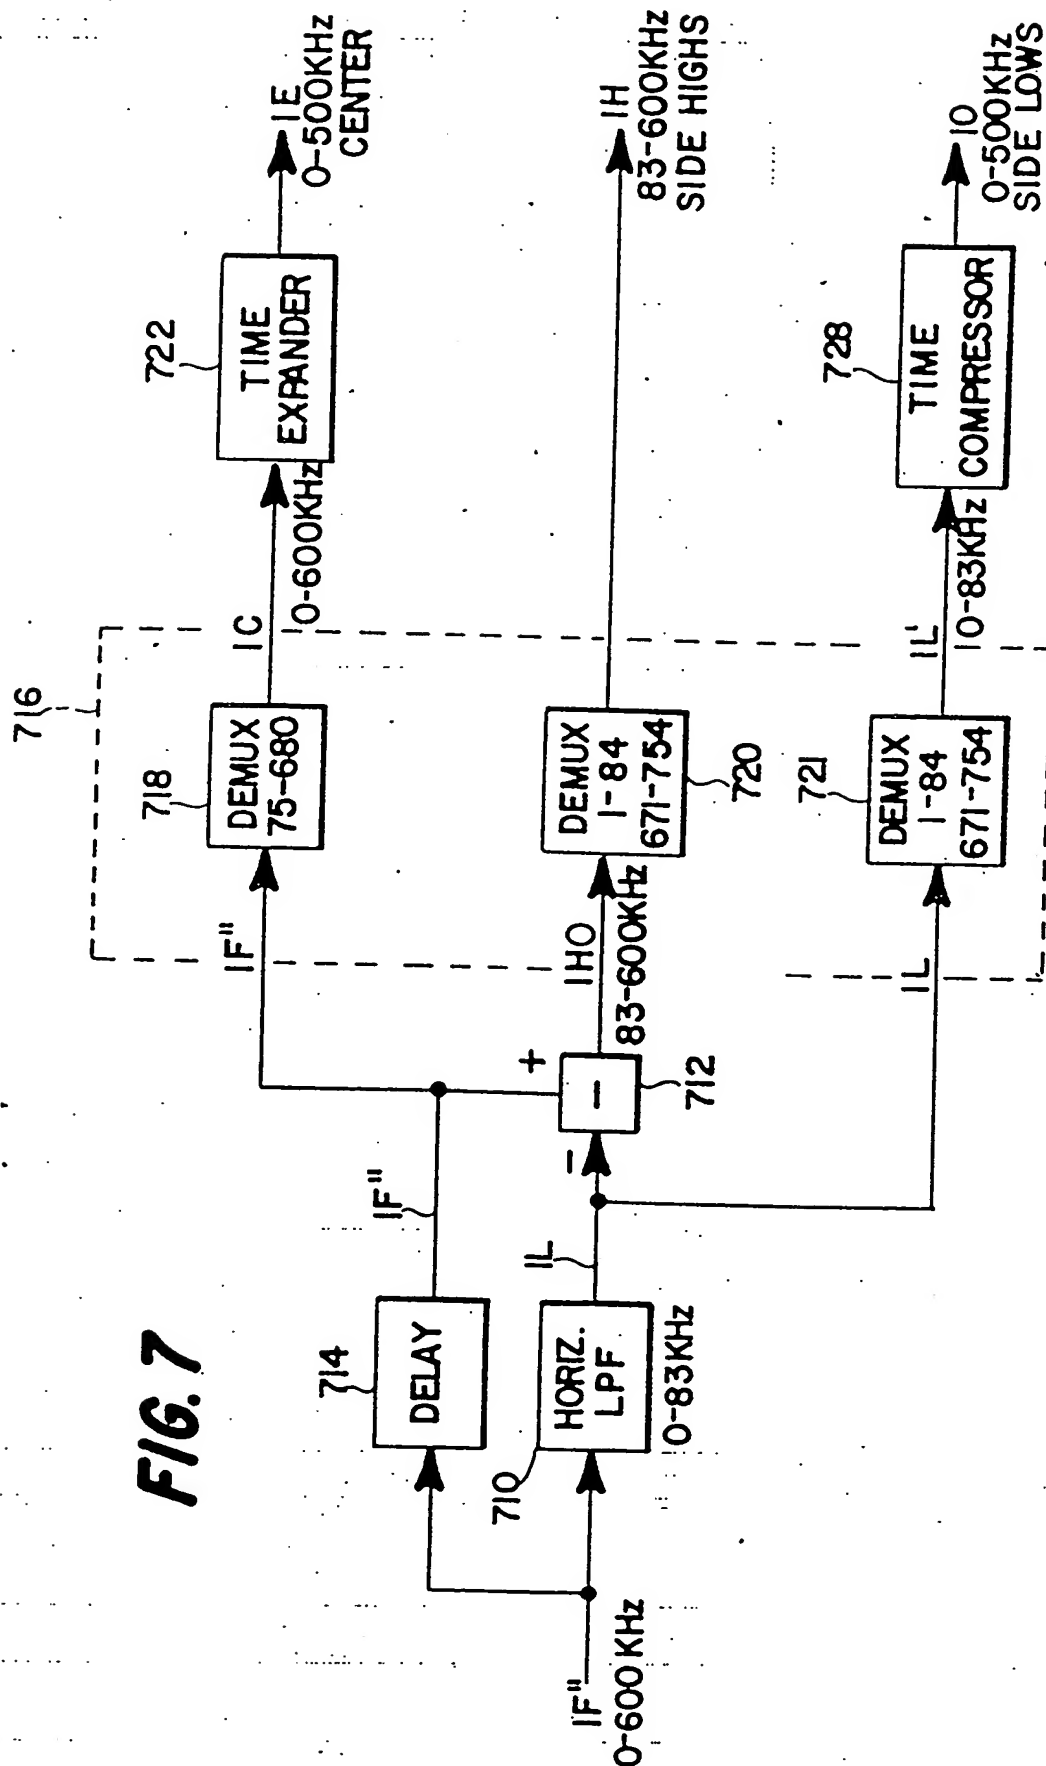 FIG. 7
IF"
0-600KHz
714
DELAY
710
HORIZ.
LPF
0-83KHz
IF"
IL
+
-
-
712
716
IF"
718
DEMUX
75-680
IC
0-600KHz
722
TIME
EXPANDER
IE
0-500KHz
CENTER
IHO
83-600KHz
DEMUX
1-84
671-754
720
IH
83-600KHz
SIDE HIGHS
IL
721
DEMUX
1-84
671-754
IL'
0-83KHz
728
TIME
COMPRESSOR
IO
0-500KHz
SIDE LOWS